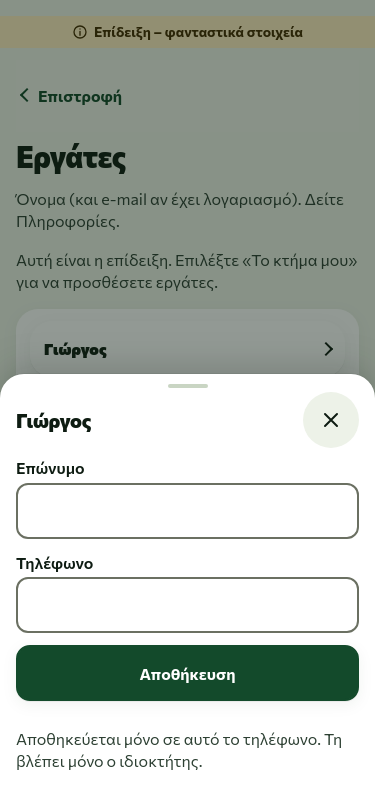 Επίδειξη – φανταστικά στοιχεία
Επιστροφή
Εργάτες
Όνομα (και e-mail αν έχει λογαριασμό). Δείτε
Πληροφορίες.
Αυτή είναι η επίδειξη. Επιλέξτε «Το κτήμα μου»
για να προσθέσετε εργάτες.
Γιώργος
Γιώργος
Επώνυμο
Τηλέφωνο
Αποθήκευση
Αποθηκεύεται μόνο σε αυτό το τηλέφωνο. Τη
βλέπει μόνο ο ιδιοκτήτης.